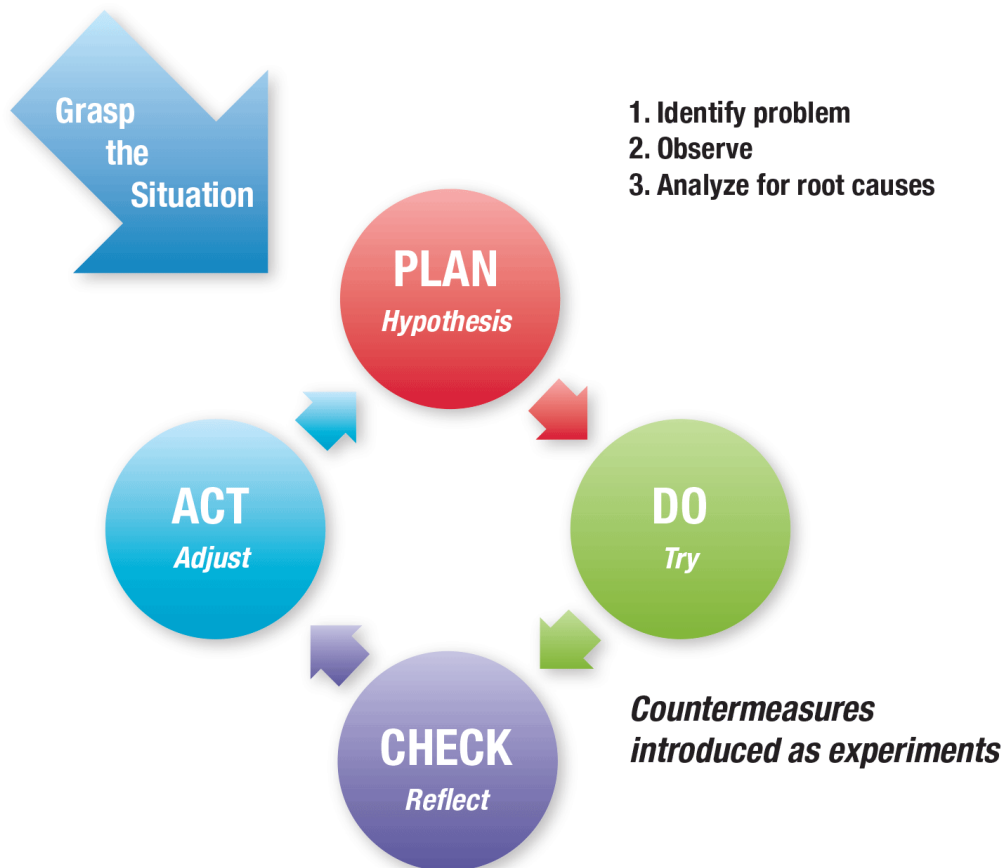 Grasp
the
Situation
1. Identify problem
2. Observe
3. Analyze for root causes
PLAN
Hypothesis
DO
Try
Countermeasures
introduced as experiments
CHECK
Reflect
ACT
Adjust